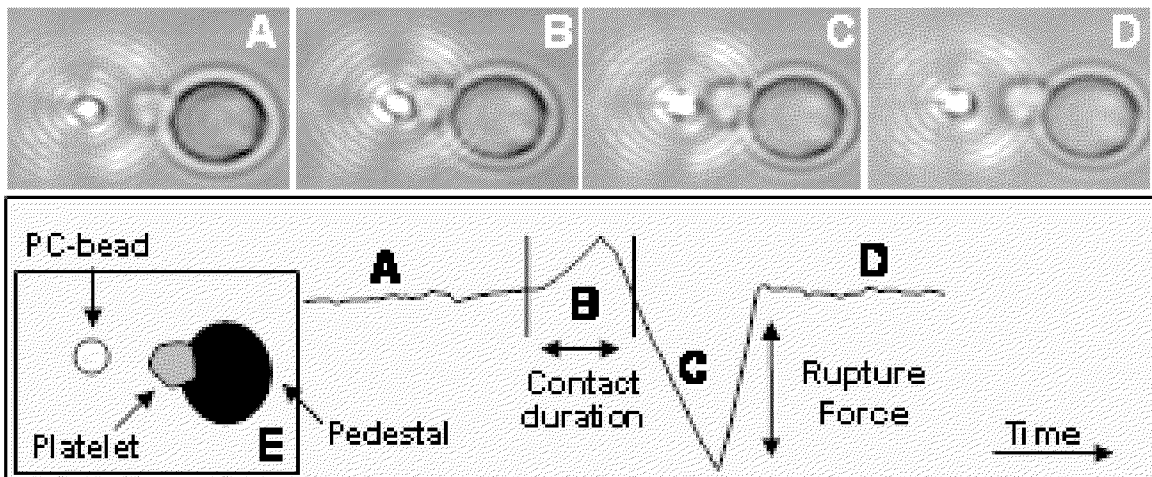 A
B
C
D
PC-bead
Platelet
E
Pedestal
A
B
Contact
duration
C
Rupture
Force
D
Time